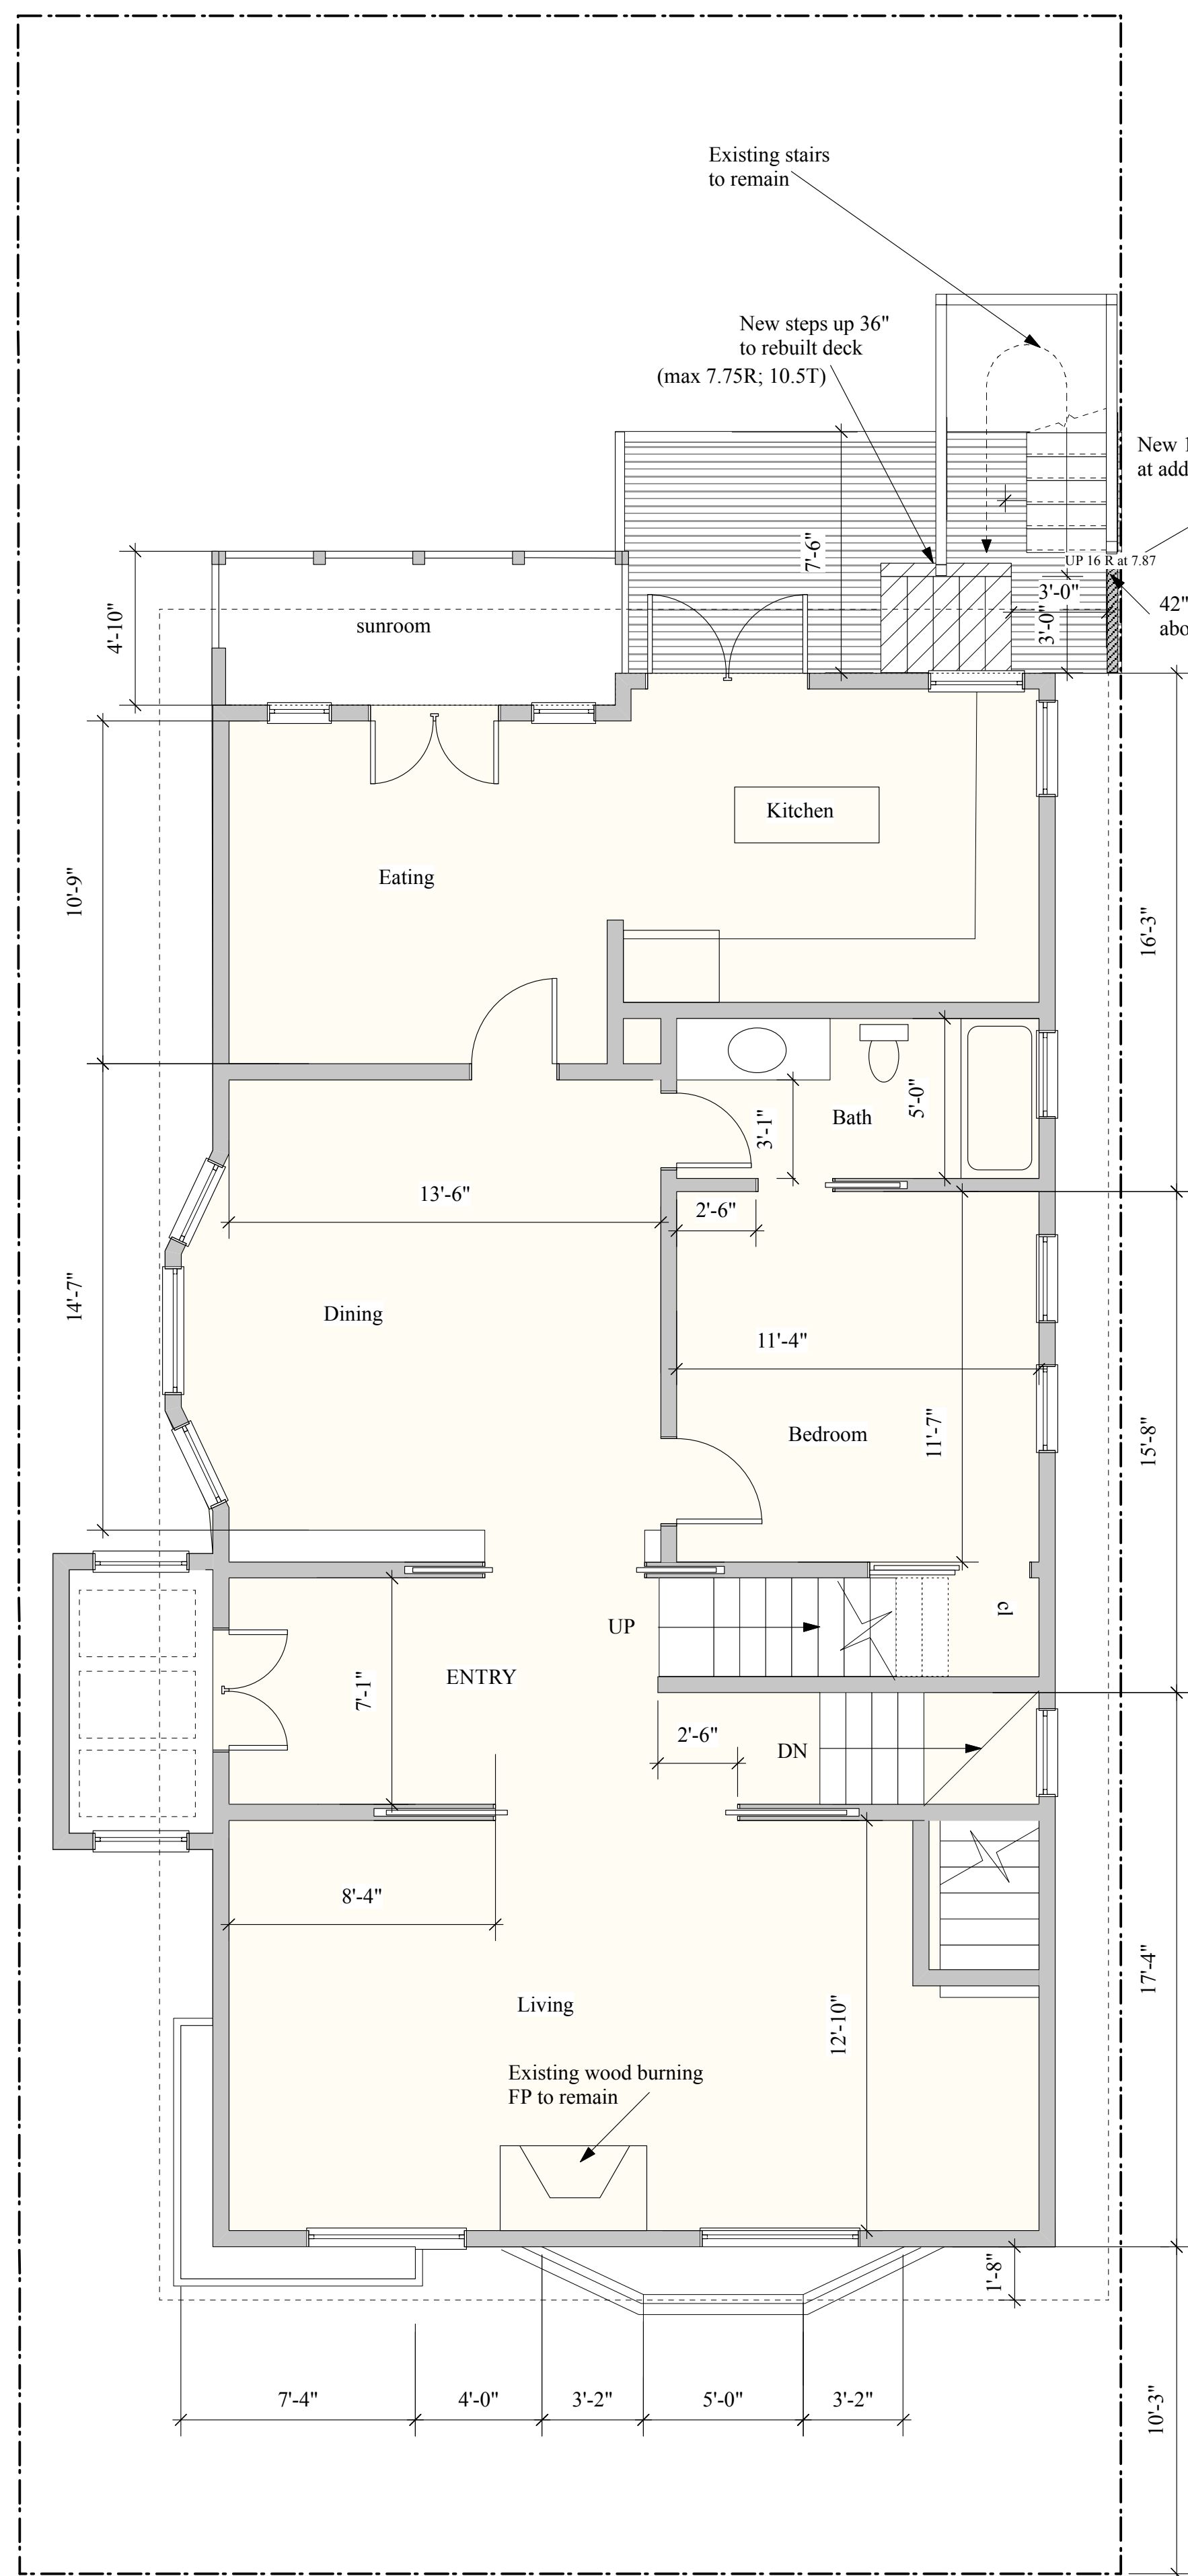 Existing stairs
to remain
New steps up 36"
to rebuilt deck
(max 7.75R; 10.5T)
New 1
at add
7'-6"
UP 16 R at 7.87
3'-0"
3'-0"
42"
abo
4'-10"
sunroom
Kitchen
Eating
10'-9"
16'-3"
5'-0"
3'-1"
Bath
13'-6"
2'-6"
14'-7"
Dining
11'-4"
11'-7"
Bedroom
15'-8"
cl
UP
ENTRY
7'-1"
2'-6"
DN
8'-4"
17'-4"
Living
12'-10"
Existing wood burning
FP to remain
1'-8"
7'-4"
4'-0"
3'-2"
5'-0"
3'-2"
10'-3"